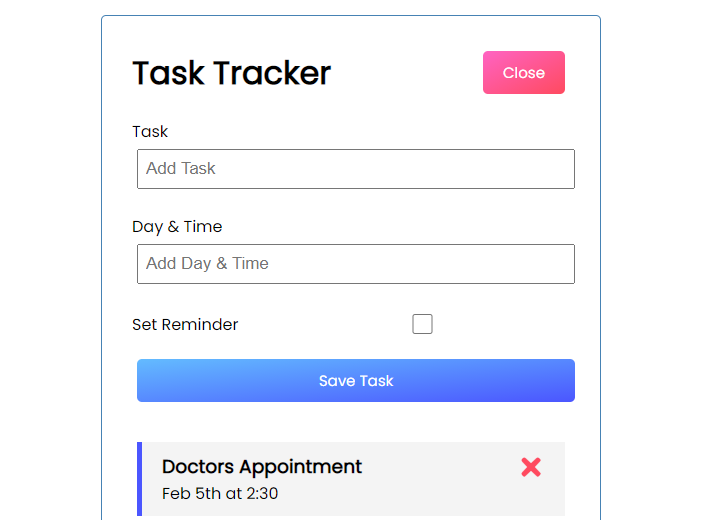 Task Tracker
Close
Task
Add Task
Day & Time
Add Day & Time
Set Reminder
Save Task
Doctors Appointment
Feb 5th at 2:30